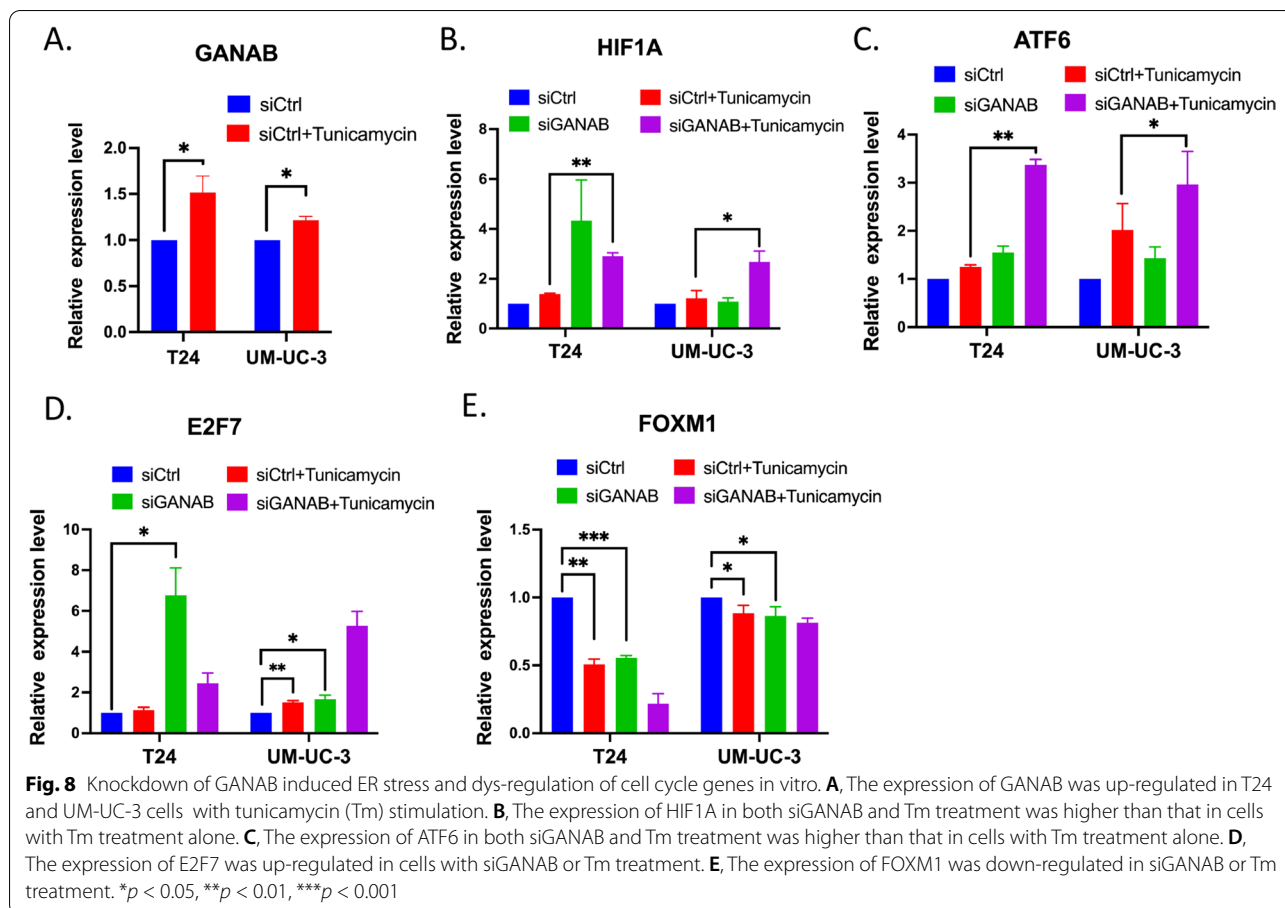 A.
GANAB
siCtrl
siCtrl+Tunicamycin
Relative expression level
2.0
1.5
1.0
0.5
0.0
*
*
T24 UM-UC-3
B.
HIF1A
siCtrl siCtrl+Tunicamycin
siGANAB siGANAB+Tunicamycin
Relative expression level
8
6
4
2
0
**
*
T24 UM-UC-3
C.
ATF6
siCtrl siCtrl+Tunicamycin
siGANAB siGANAB+Tunicamycin
Relative expression level
4
3
2
1
0
**
*
T24 UM-UC-3
D.
E2F7
siCtrl siCtrl+Tunicamycin
siGANAB siGANAB+Tunicamycin
Relative expression level
10
8
6
4
2
0
*
*
**
T24 UM-UC-3
E.
FOXM1
siCtrl siCtrl+Tunicamycin
siGANAB siGANAB+Tunicamycin
Relative expression level
1.5
1.0
0.5
0.0
***
**
*
*
T24 UM-UC-3
Fig. 8 Knockdown of GANAB induced ER stress and dys-regulation of cell cycle genes in vitro. A, The expression of GANAB was up-regulated in T24
and UM-UC-3 cells with tunicamycin (Tm) stimulation. B, The expression of HIF1A in both siGANAB and Tm treatment was higher than that in cells
with Tm treatment alone. C, The expression of ATF6 in both siGANAB and Tm treatment was higher than that in cells with Tm treatment alone. D,
The expression of E2F7 was up-regulated in cells with siGANAB or Tm treatment. E, The expression of FOXM1 was down-regulated in siGANAB or Tm
treatment. *p < 0.05, **p < 0.01, ***p < 0.001